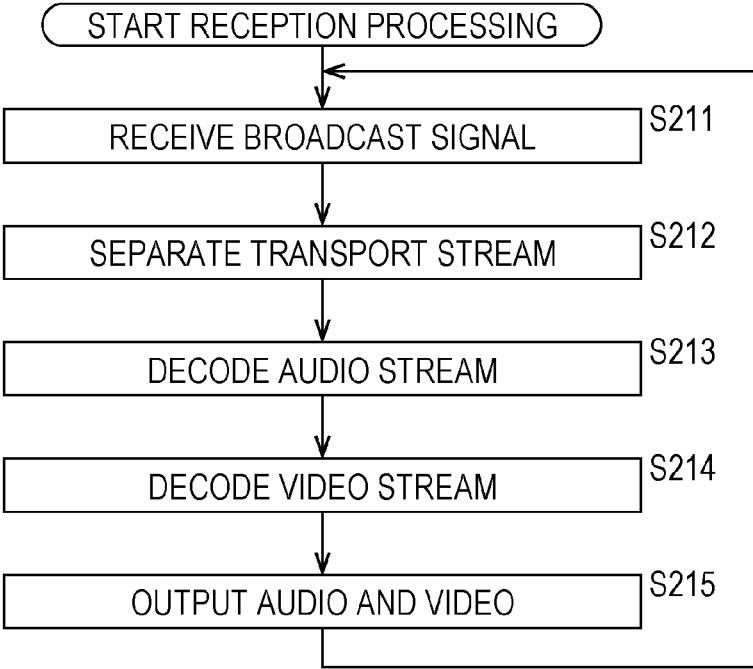 START RECEPTION PROCESSING
RECEIVE BROADCAST SIGNAL S211
SEPARATE TRANSPORT STREAM S212
DECODE AUDIO STREAM S213
DECODE VIDEO STREAM S214
OUTPUT AUDIO AND VIDEO S215